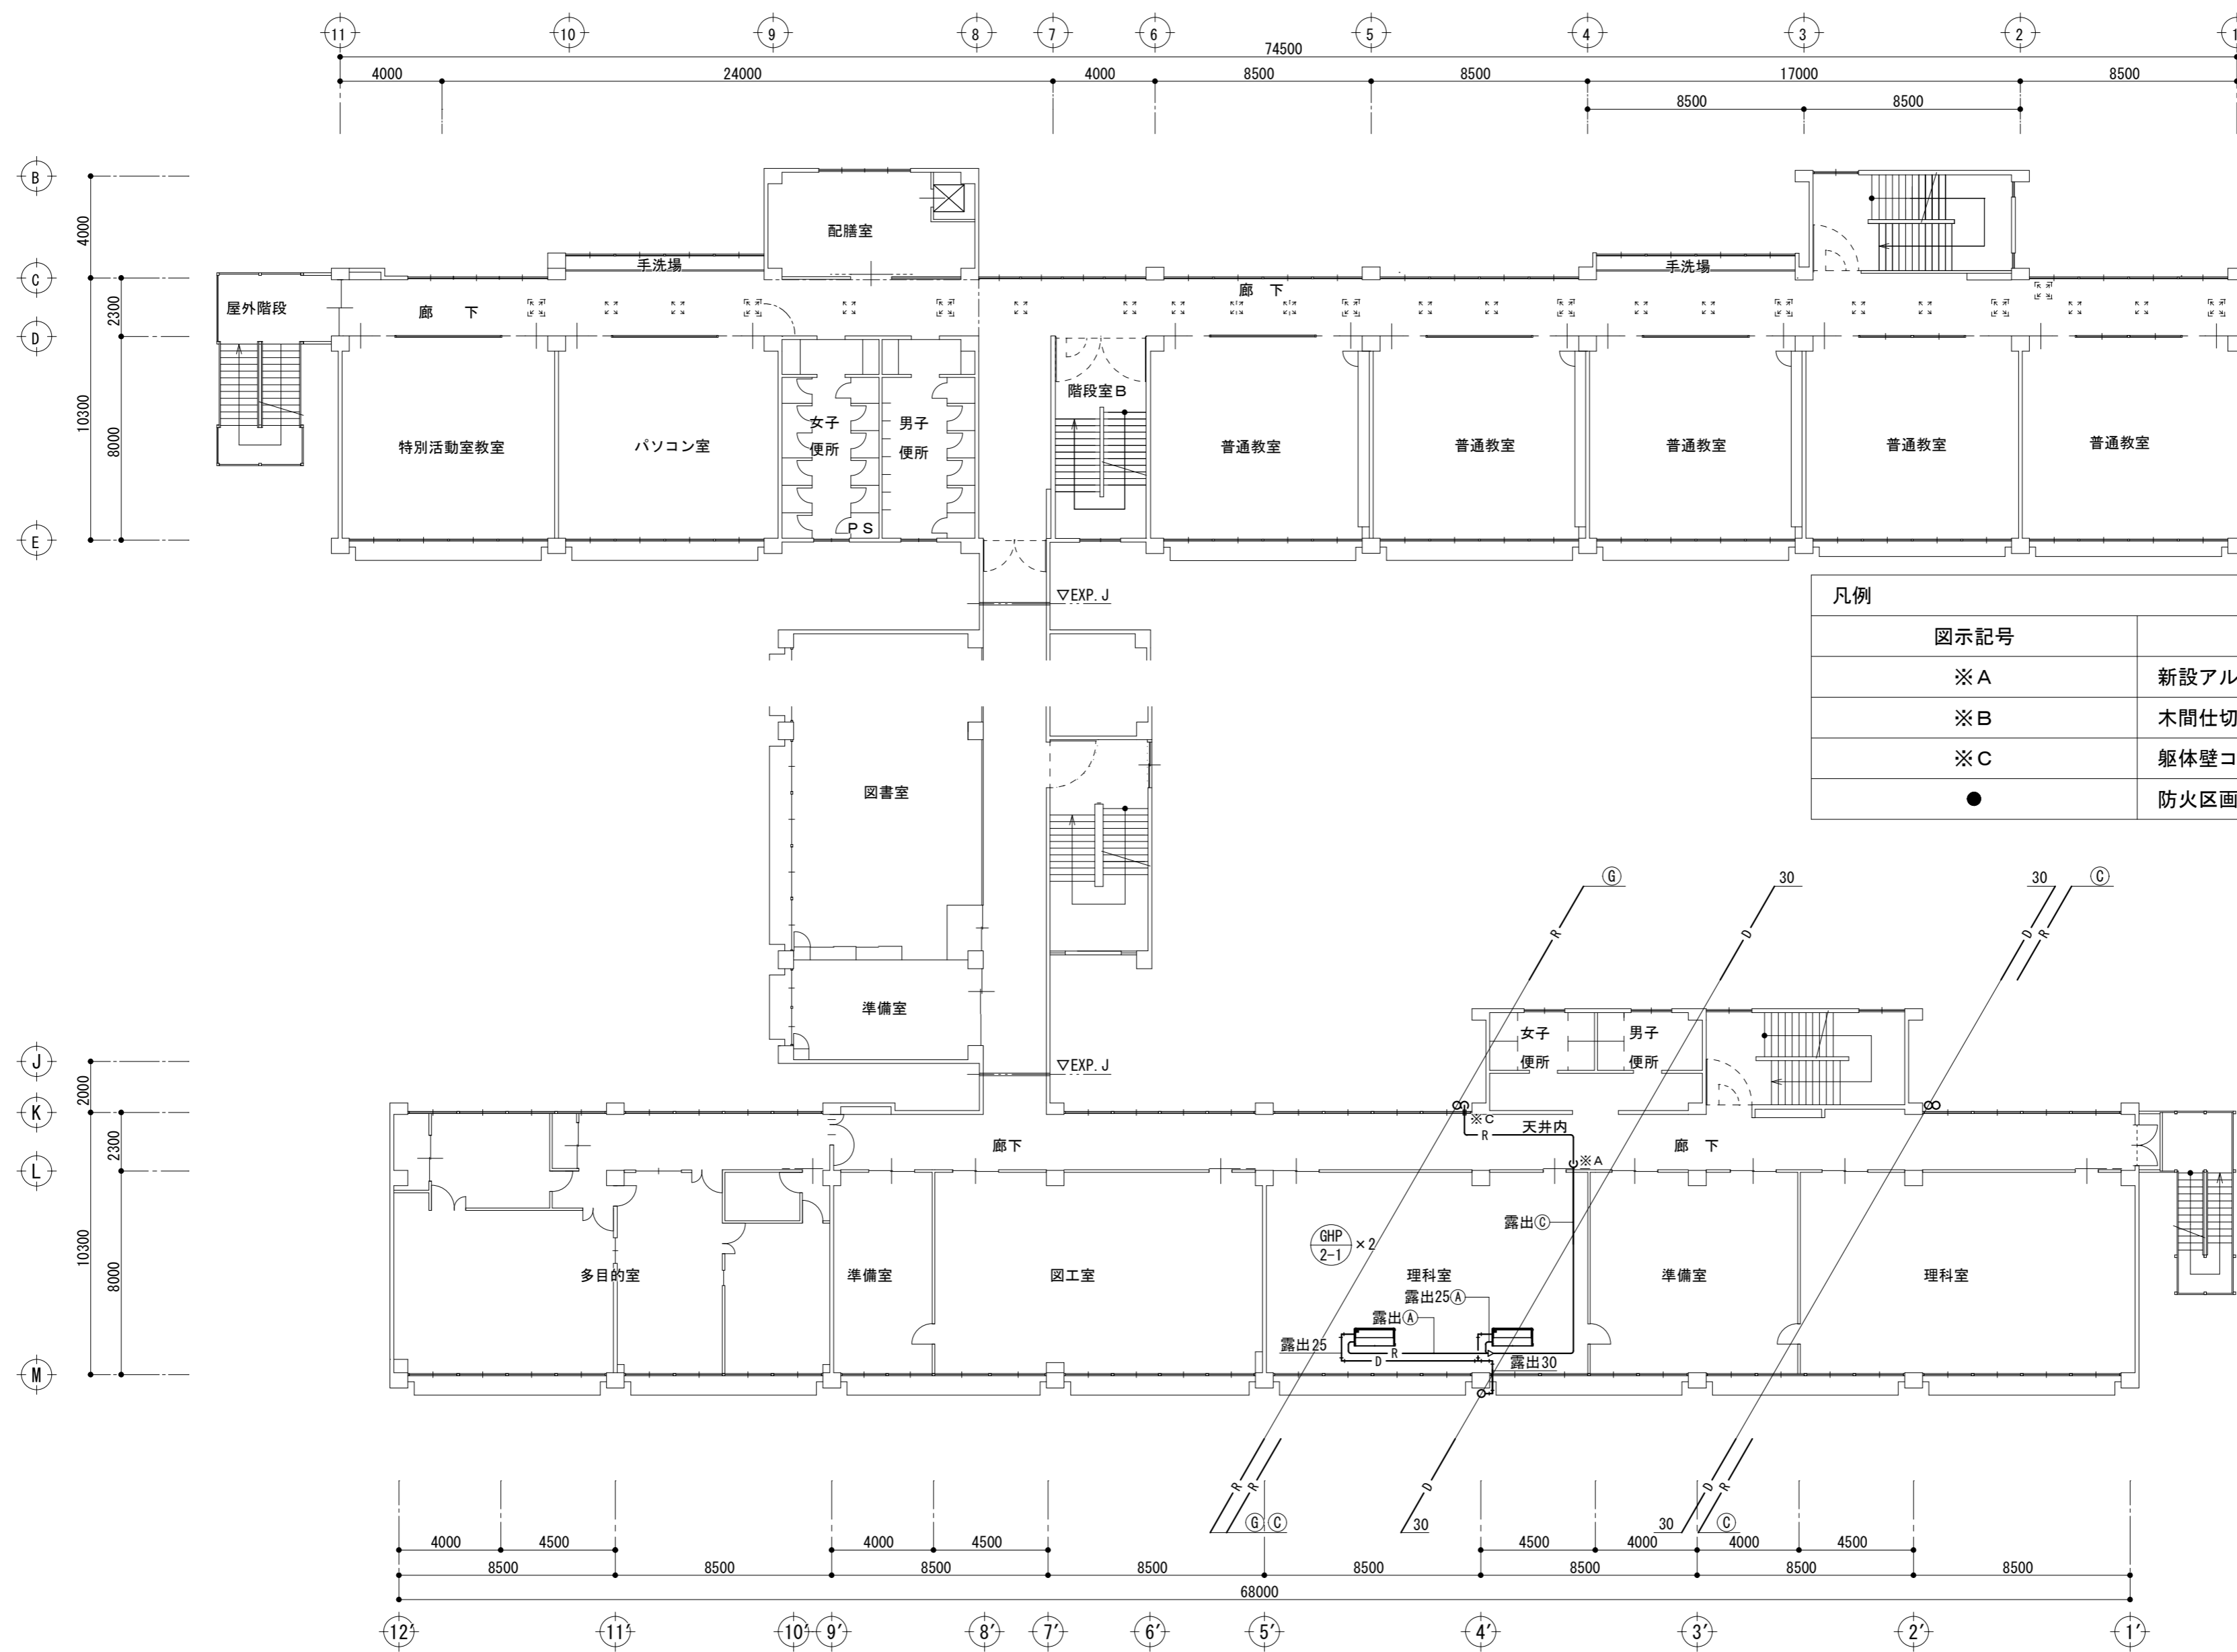 11 10 9 8 7 6 5 4 3 2 1
74500
4000 24000 4000 8500 8500 17000 8500
8500 8500
B
4000
配膳室
手洗場
手洗場
C
2300
屋外階段
廊 下
廊 下
D
10300
8000
階段室B
女子
便所
男子
便所
特別活動室教室
パソコン室
普通教室
普通教室
普通教室
普通教室
普通教室
PS
E
▽EXP.J
凡例
図示記号
※A
新設アル
※B
木間仕切
※C
躯体壁コ
●
防火区画
図書室
G
30
30
C
R
D
D
R
準備室
女子
便所
男子
便所
▽EXP.J
J
2000
K
2300
※C
R
天井内
廊下
廊 下
L
※A
10300
8000
露出C
GHP
2-1
×2
多目的室
準備室
図工室
理科室
準備室
理科室
露出25A
露出A
露出25
R
D
露出30
M
R
R
D
D
R
G C
30
30
C
4000 4500 4000 4500 4500 4000 4000 4500
8500 8500 8500 8500 8500 8500 8500 8500
68000
12' 11' 10' 9' 8' 7' 6' 5' 4' 3' 2' 1'